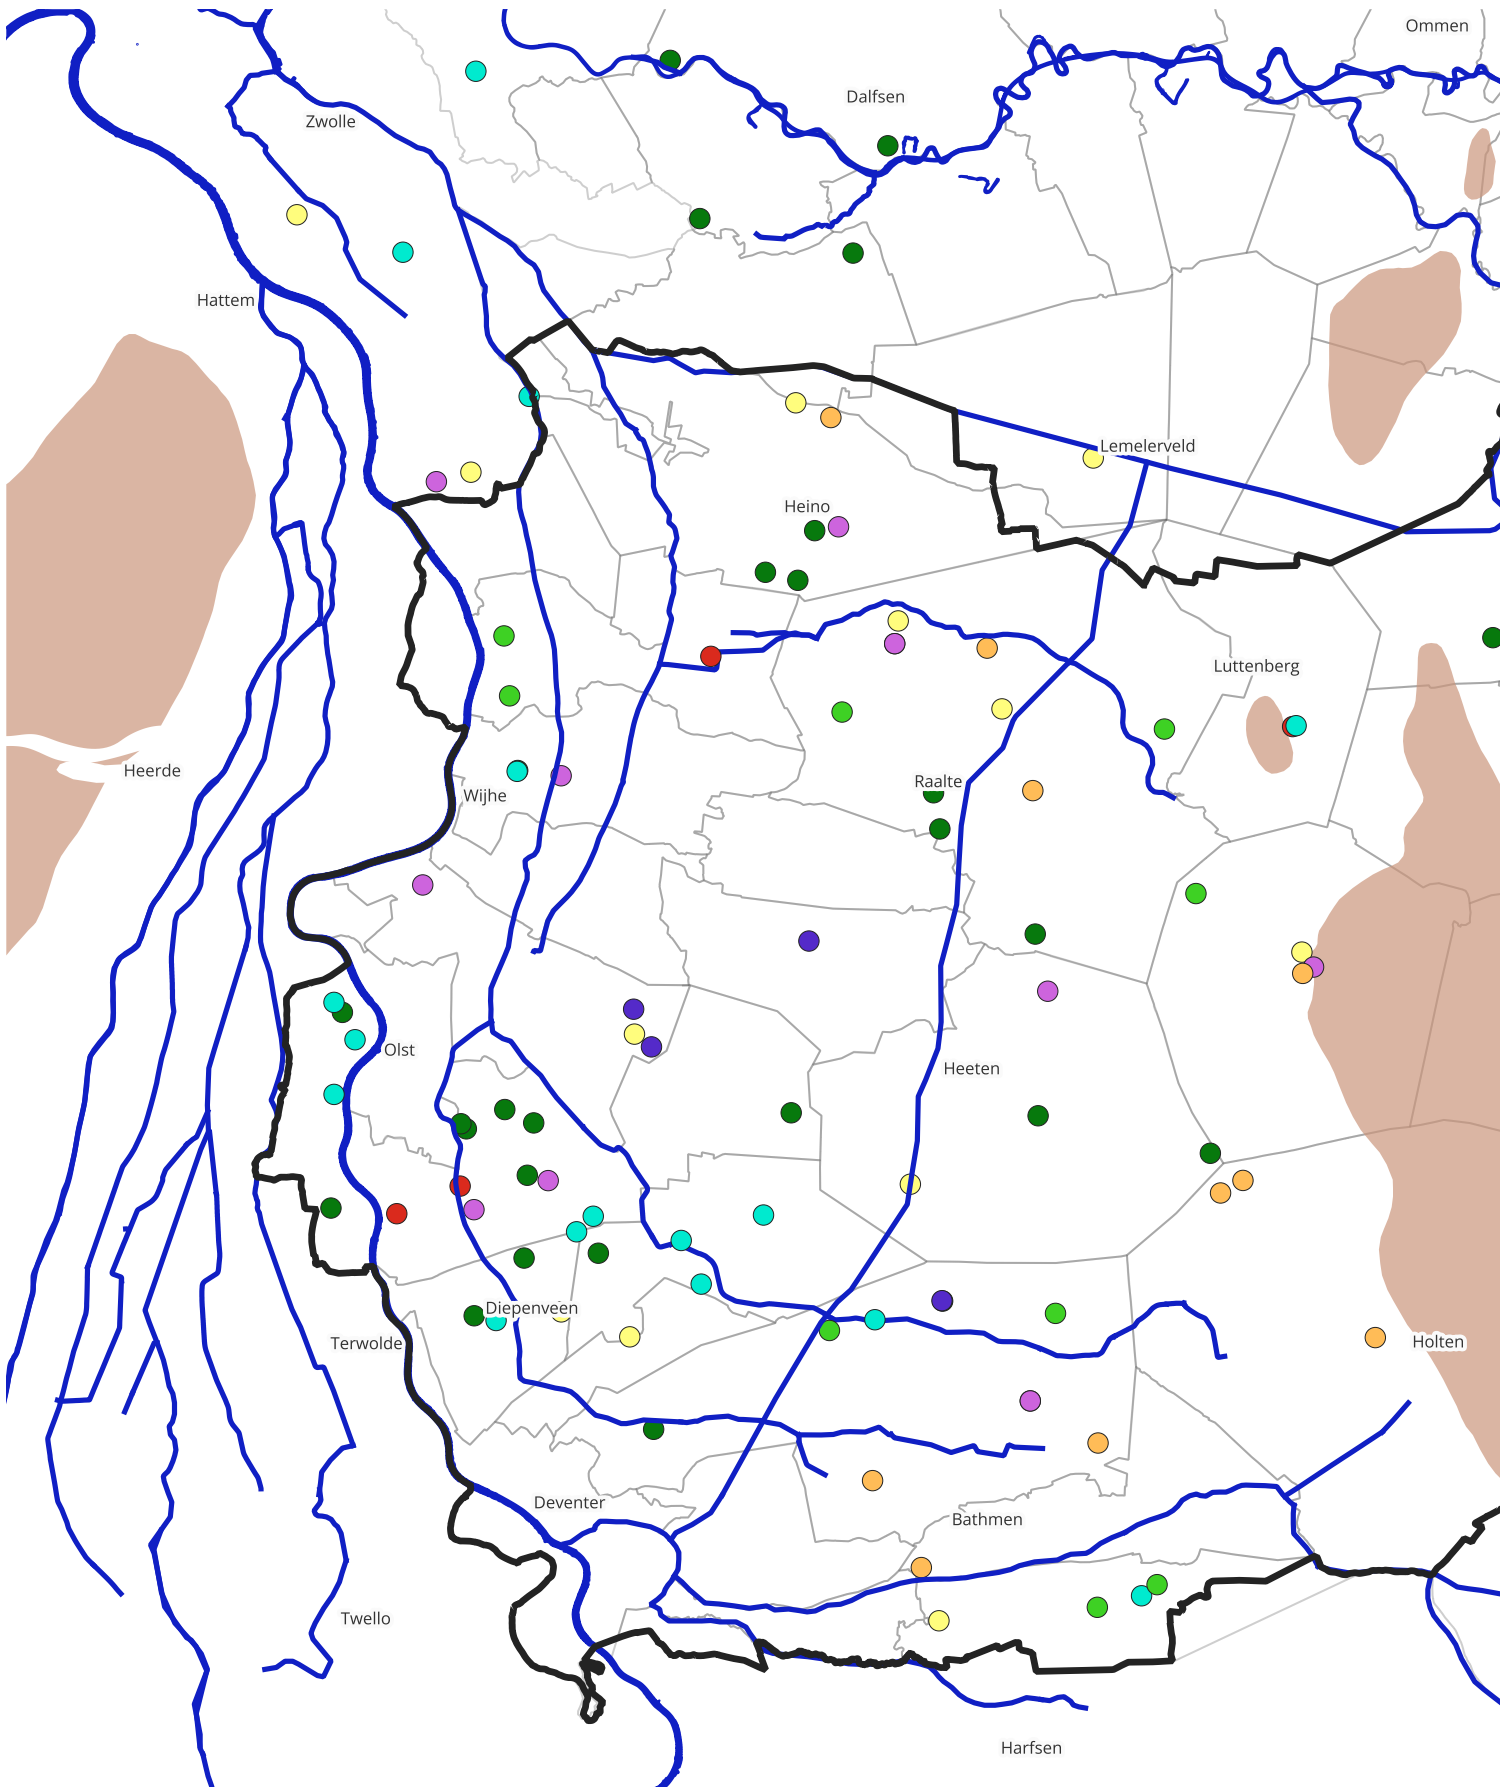 Ommen
Dalfsen
Zwolle
Hattem
Lemelerveld
Heino
Luttenberg
Heerde
Raalte
Wijhe
Olst
Heeten
Diepenveen
Terwolde
Holten
Deventer
Bathmen
Twello
Harfsen